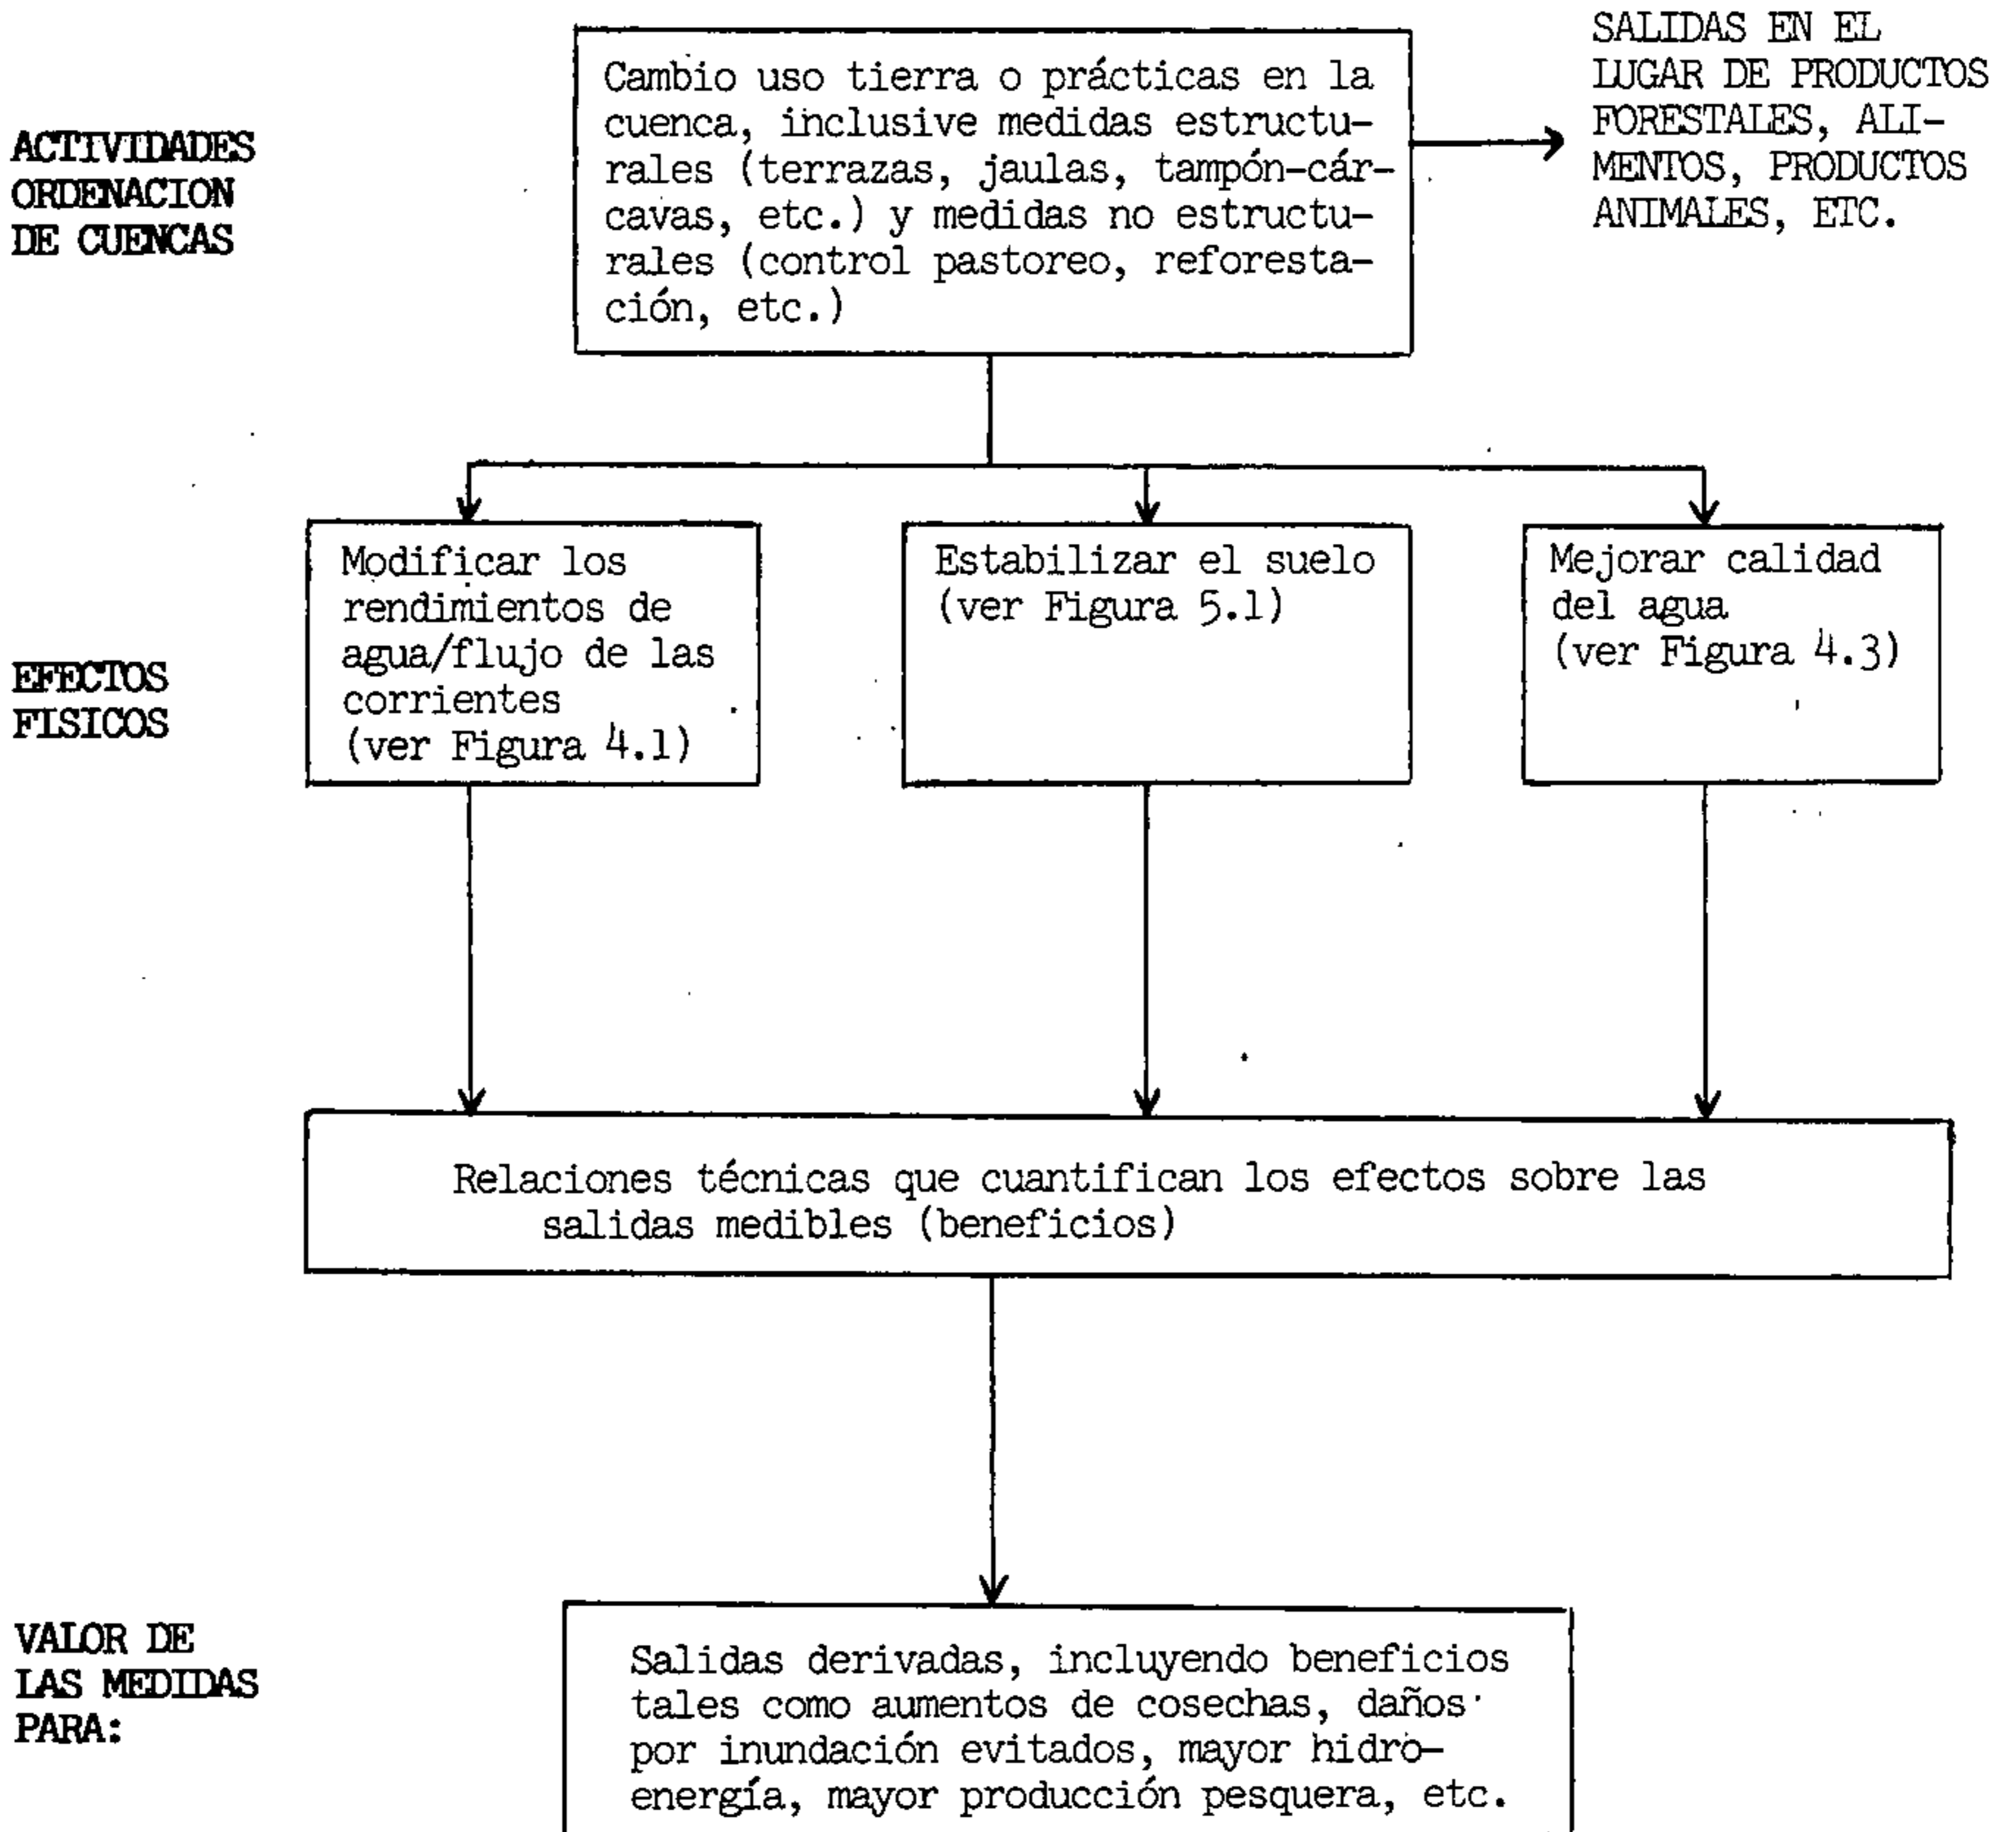 SALIDAS EN EL
LUGAR DE PRODUCTOS
FORESTALES, ALI-
MENTOS, PRODUCTOS
ANIMALES, ETC.
ACTIVIDADES
ORDENACION
DE CUENCAS
Cambio uso tierra o prácticas en la
cuenca, inclusive medidas estructu-
rales (terrazas, jaulas, tampón-cár-
cavas, etc.) y medidas no estructu-
rales (control pastoreo, reforesta-
ción, etc.)
EFECTOS
FISICOS
Modificar los
rendimientos de
agua/flujo de las
corrientes
(ver Figura 4.1)
Estabilizar el suelo
(ver Figura 5.1)
Mejorar calidad
del agua
(ver Figura 4.3)
Relaciones técnicas que cuantifican los efectos sobre las
salidas medibles (beneficios)
VALOR DE
LAS MEDIDAS
PARA:
Salidas derivadas, incluyendo beneficios
tales como aumentos de cosechas, daños
por inundación evitados, mayor hidro-
energía, mayor producción pesquera, etc.